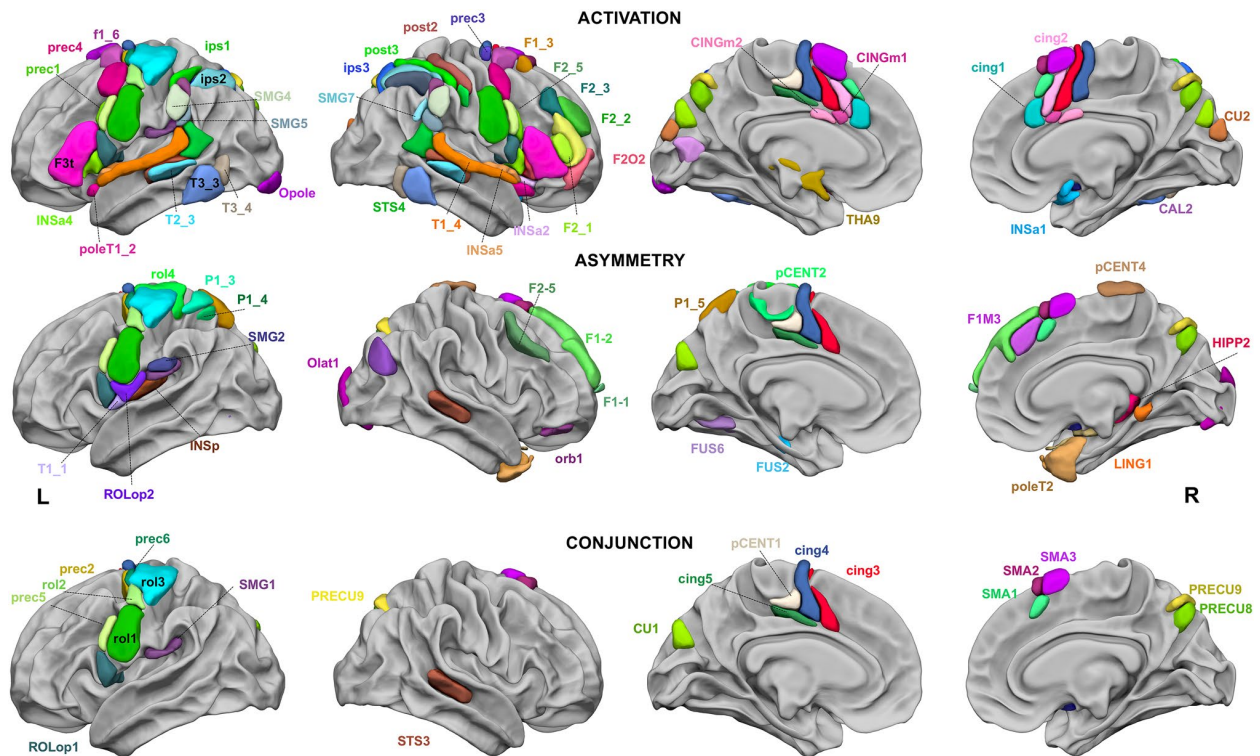 ACTIVATION
f1_6
prec4
prec1
ips1
ips2
SMG4
SMG5
F3t
T3_3
T3_4
Opole
INSa4
T2_3
poleT1_2
prec3
post2
post3
ips3
SMG7
F1_3
F2_5
F2_3
F2_2
F2O2
STS4
T1_4
INSa2
F2_1
INSa5
CINGm2
CINGm1
THA9
cing2
cing1
CU2
INSa1
CAL2
ASYMMETRY
rol4
P1_3
P1_4
SMG2
INSp
T1_1
ROLop2
L
F2-5
F1-2
Olat1
F1-1
orb1
pCENT2
P1_5
FUS6
FUS2
pCENT4
F1M3
HIPP2
LING1
poleT2
R
CONJUNCTION
prec6
prec2
rol2
prec5
rol3
SMG1
rol1
ROLop1
PRECU9
STS3
pCENT1
cing4
cing5
cing3
CU1
SMA3
SMA2
SMA1
PRECU9
PRECU8